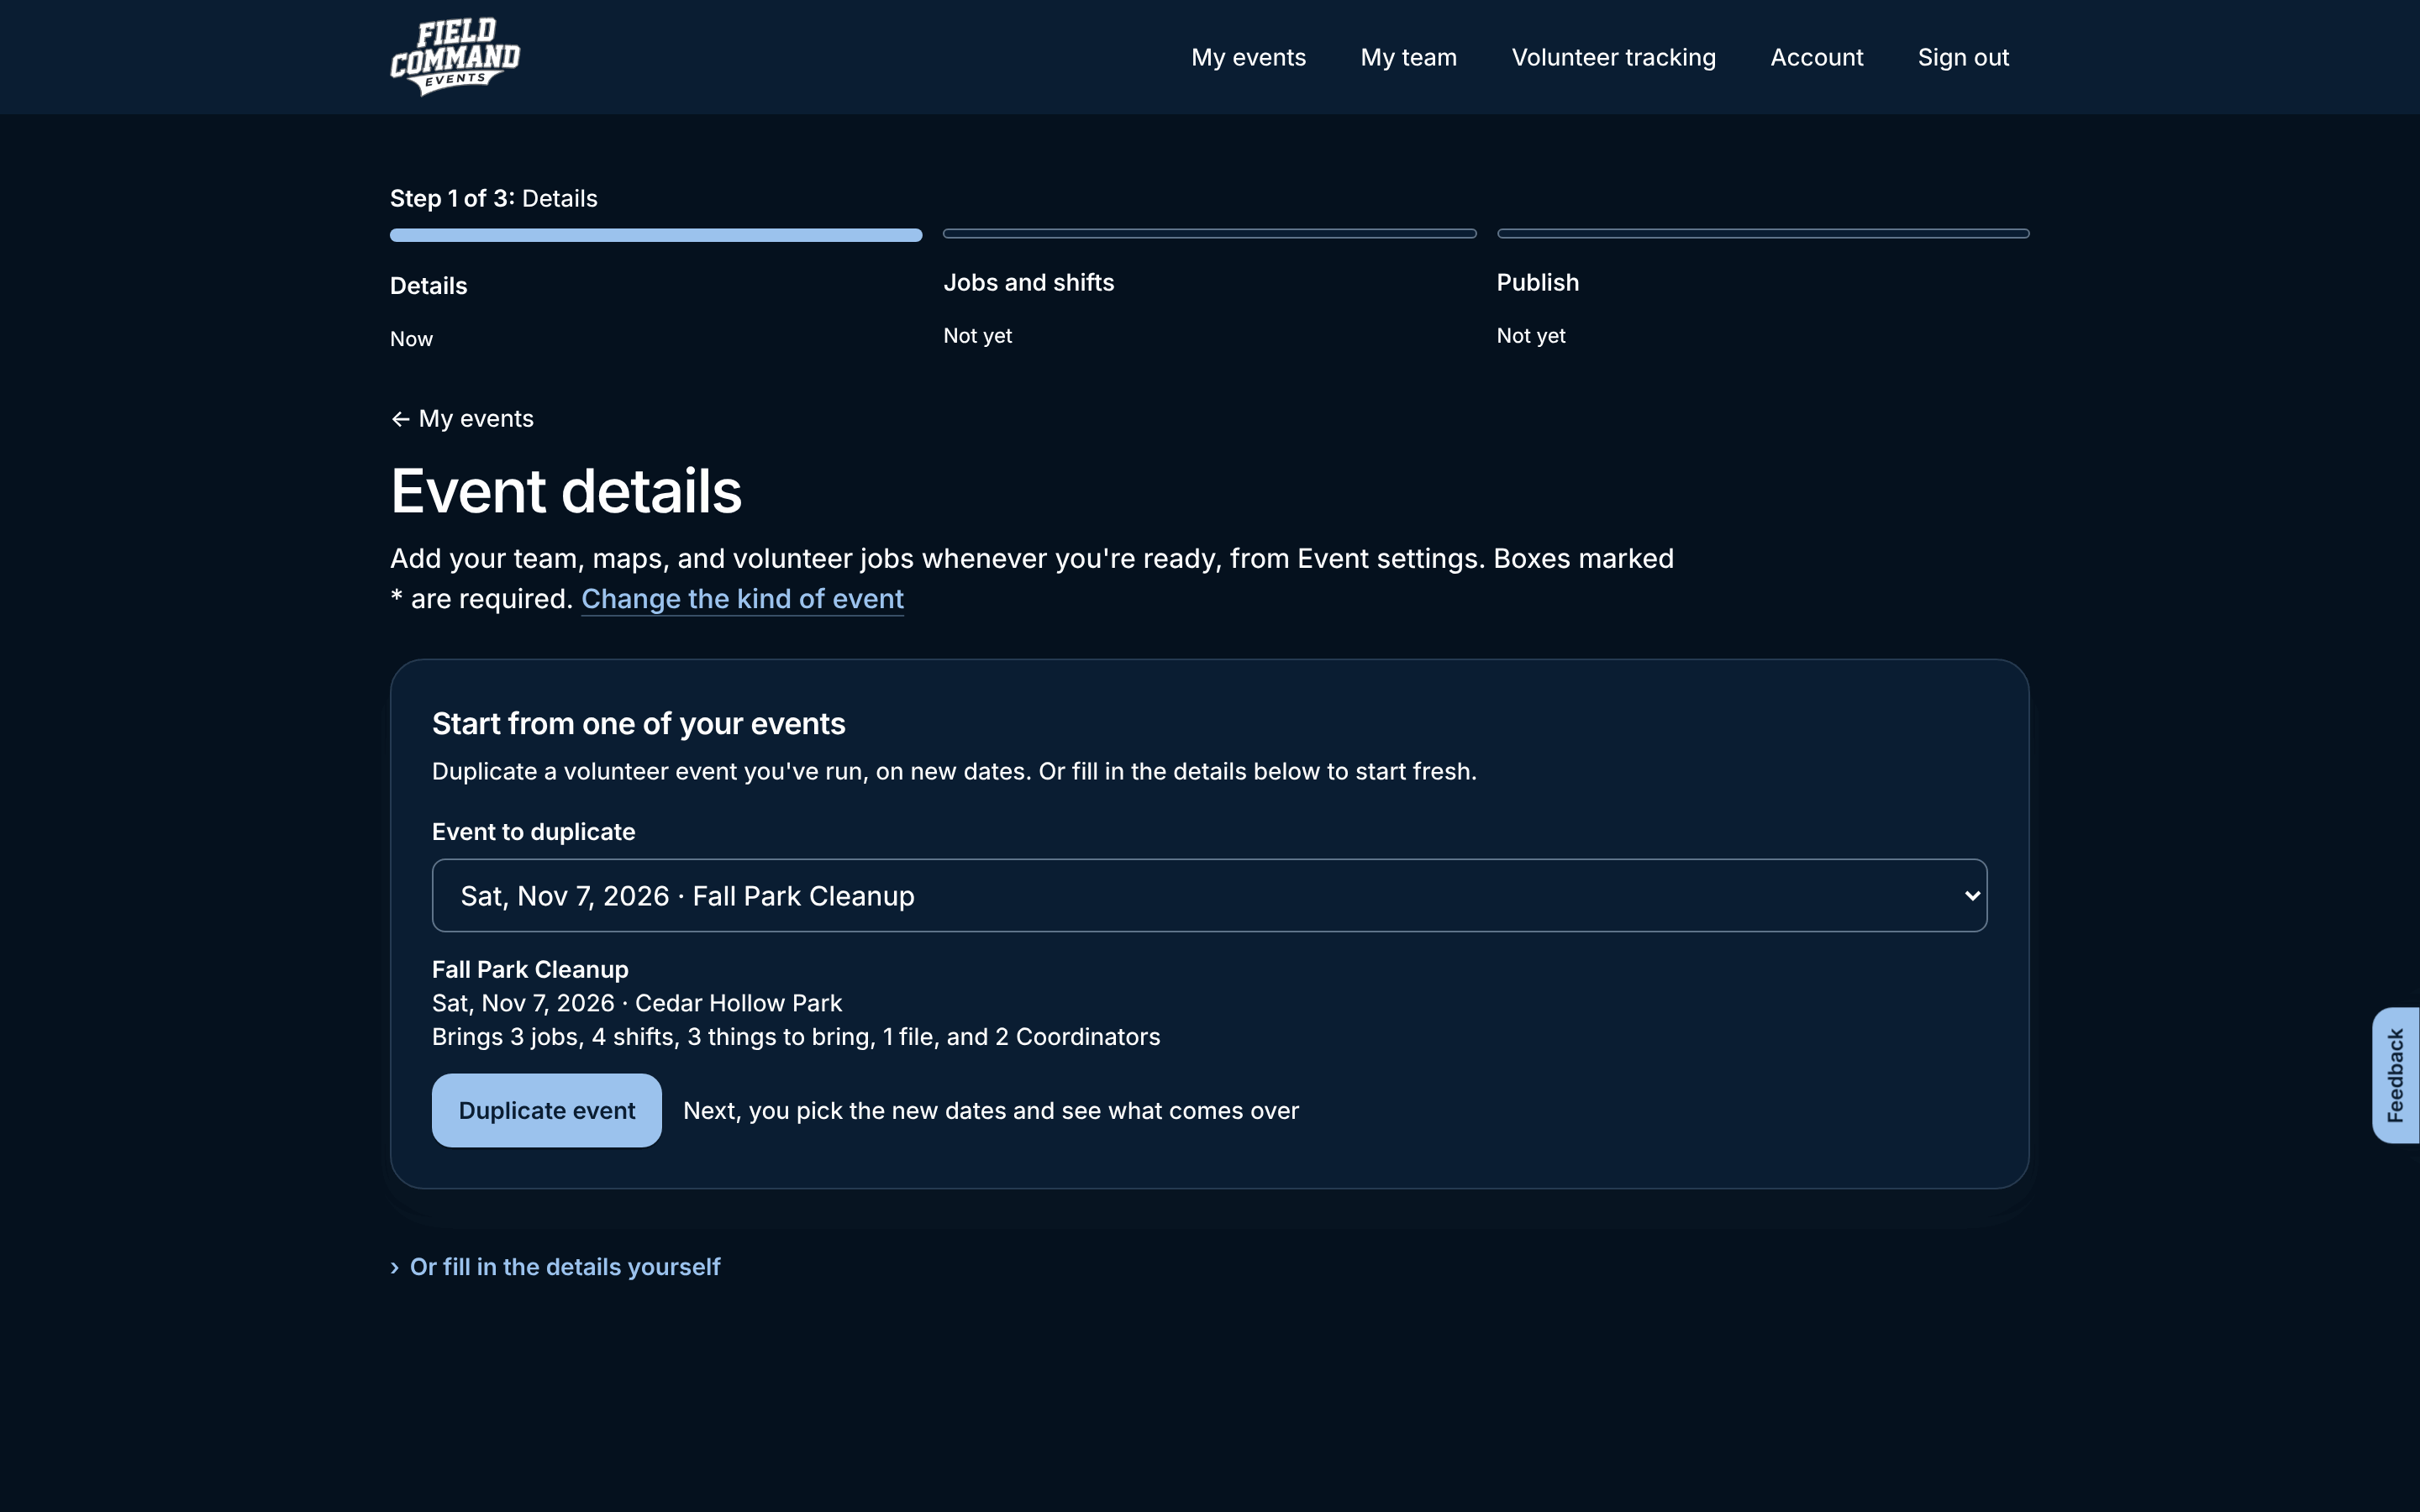 FIELD
COMMAND
EVENTS
My events
My team
Volunteer tracking
Account
Sign out
Step 1 of 3: Details
Details
Now
Jobs and shifts
Not yet
Publish
Not yet
← My events
Event details
Add your team, maps, and volunteer jobs whenever you're ready, from Event settings. Boxes marked
* are required. Change the kind of event
Start from one of your events
Duplicate a volunteer event you've run, on new dates. Or fill in the details below to start fresh.
Event to duplicate
Sat, Nov 7, 2026 · Fall Park Cleanup
Fall Park Cleanup
Sat, Nov 7, 2026 · Cedar Hollow Park
Brings 3 jobs, 4 shifts, 3 things to bring, 1 file, and 2 Coordinators
Duplicate event
Next, you pick the new dates and see what comes over
Feedback
› Or fill in the details yourself